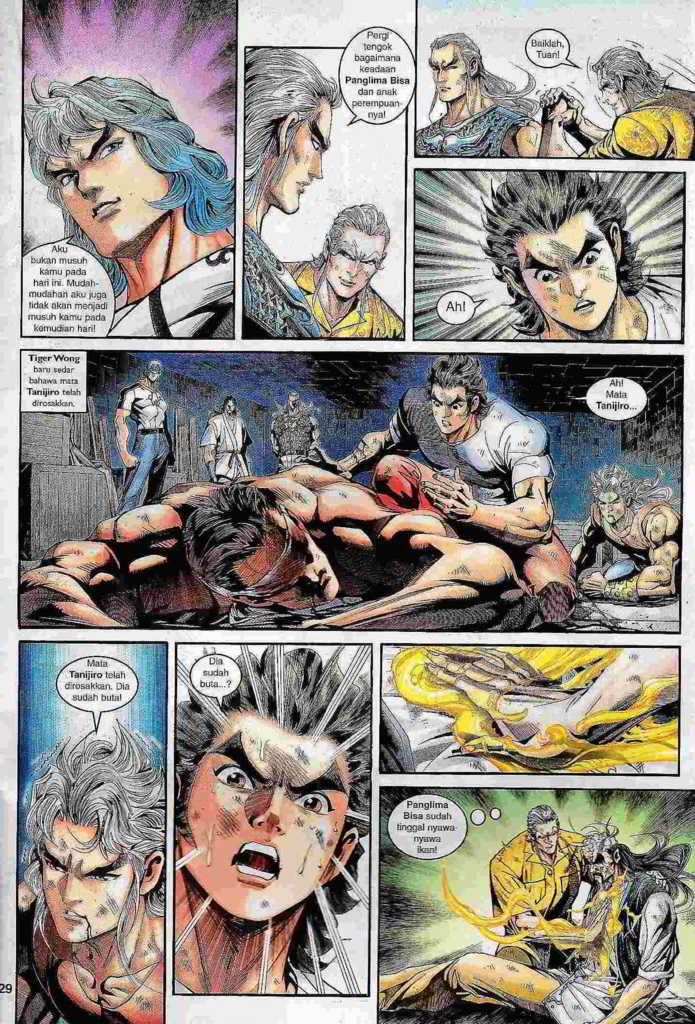 Aku
bukan musuh
kamu pada
hari ini. Mudah-
mudahan aku juga
tidak akan menjadi
musuh kamu pada
kemudian hari!
Pergi
tengok
bagaimana
keadaan
Panglima Bisa
dan anak
perempuan-
nya!
Baiklah,
Tuan!
Ah!
Tiger Wong
baru sedar
bahawa mata
Tanijiro telah
dirosakkan.
Ah!
Mata
Tanijiro...
Mata
Tanijiro telah
dirosakkan. Dia
sudah buta!
Dia
sudah
buta...?
Panglima
Bisa sudah
tinggal nyawa-
nyawa
ikan!
29